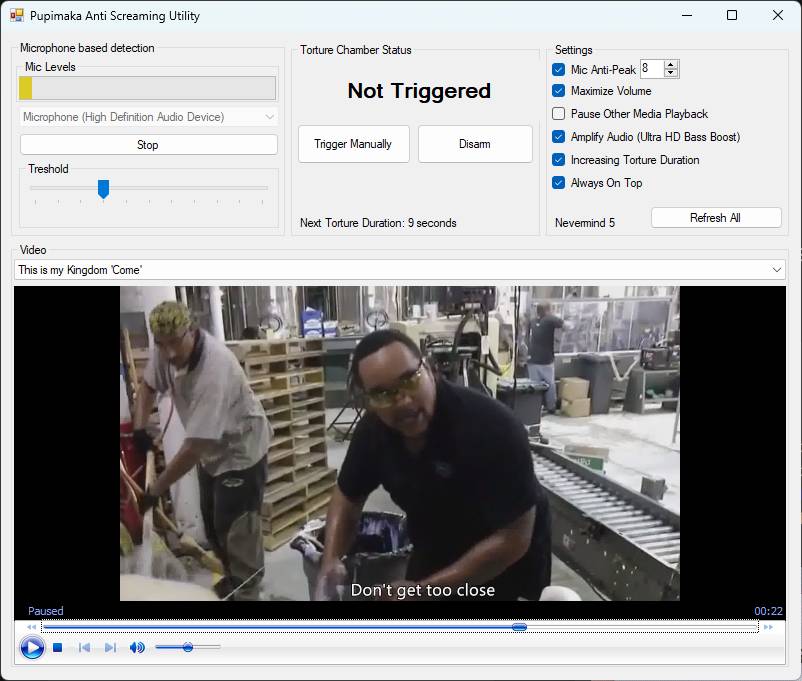 Pupimaka Anti Screaming Utility
Microphone based detection
Mic Levels
Microphone (High Definition Audio Device)
Stop
Treshold
Torture Chamber Status
Not Triggered
Trigger Manually
Disarm
Next Torture Duration: 9 seconds
Settings
Mic Anti-Peak 8
Maximize Volume
Pause Other Media Playback
Amplify Audio (Ultra HD Bass Boost)
Increasing Torture Duration
Always On Top
Nevermind 5
Refresh All
Video
This is my Kingdom 'Come'
Don't get too close
Paused
00:22